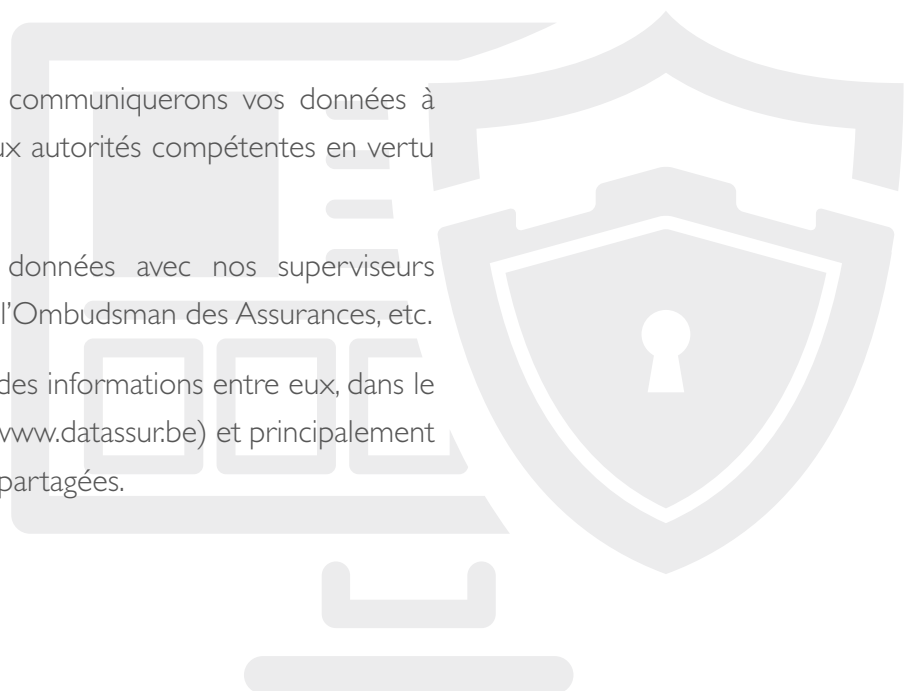 communiquerons vos données à
ux autorités compétentes en vertu
données avec nos superviseurs
l’Ombudsman des Assurances, etc.
des informations entre eux, dans le
www.datassur.be) et principalement
partagées.